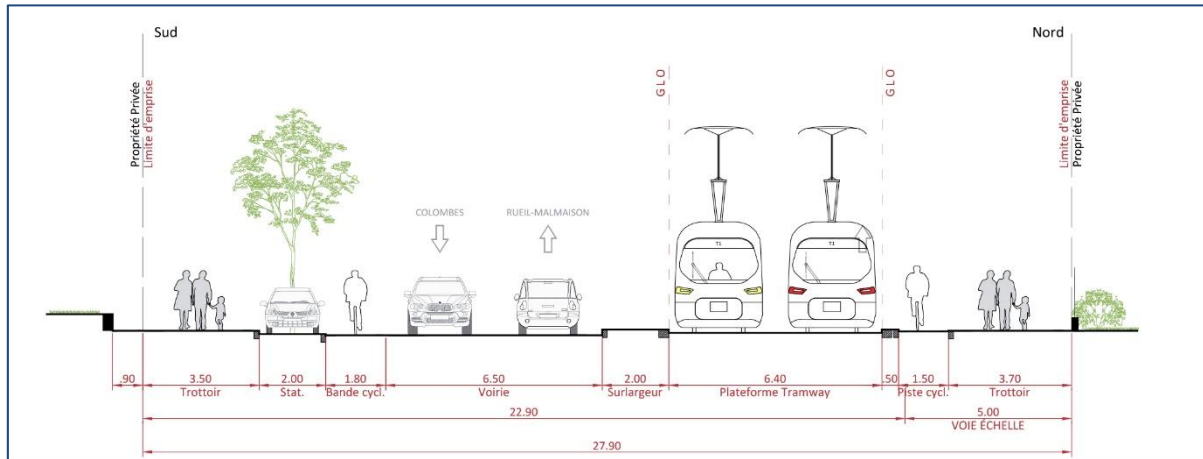 Sud
Nord
Propriété Privée
Limite d'emprise
G L O
G L O
Limite d'emprise
Propriété Privée
COLOMBES
RUEIL-MALMAISON
T1
T1
.90
3.50
2.00
1.80
6.50
2.00
6.40
.50
1.50
3.70
Trottoir
Stat.
Bande cycl.
Voirie
Surlargeur
Plateforme Tramway
Piste cycl.
Trottoir
22.90
5.00
VOIE ÉCHELLE
27.90